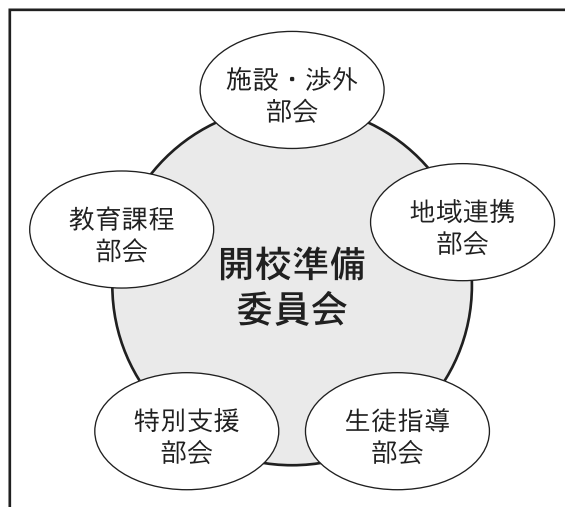 施設・渉外
部会
教育課程
部会
地域連携
部会
開校準備
委員会
特別支援
部会
生徒指導
部会